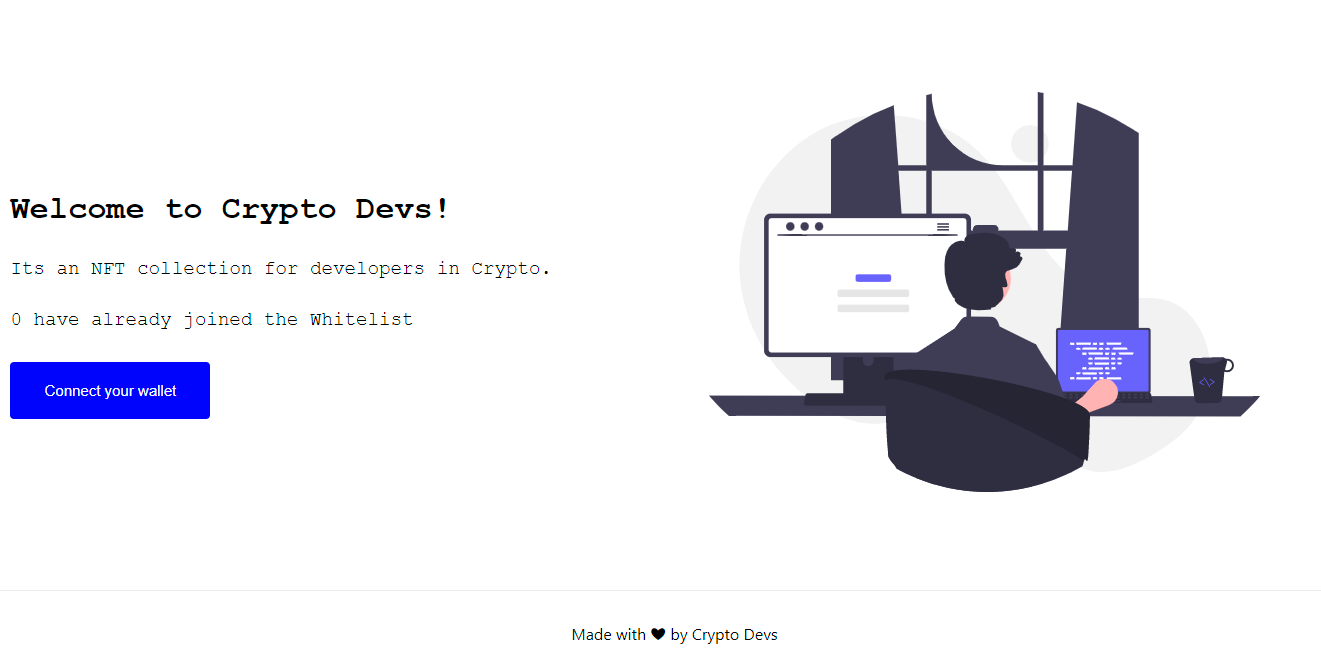 Welcome to Crypto Devs!
Its an NFT collection for developers in Crypto.
0 have already joined the Whitelist
Connect your wallet
</>
Made with ❤ by Crypto Devs